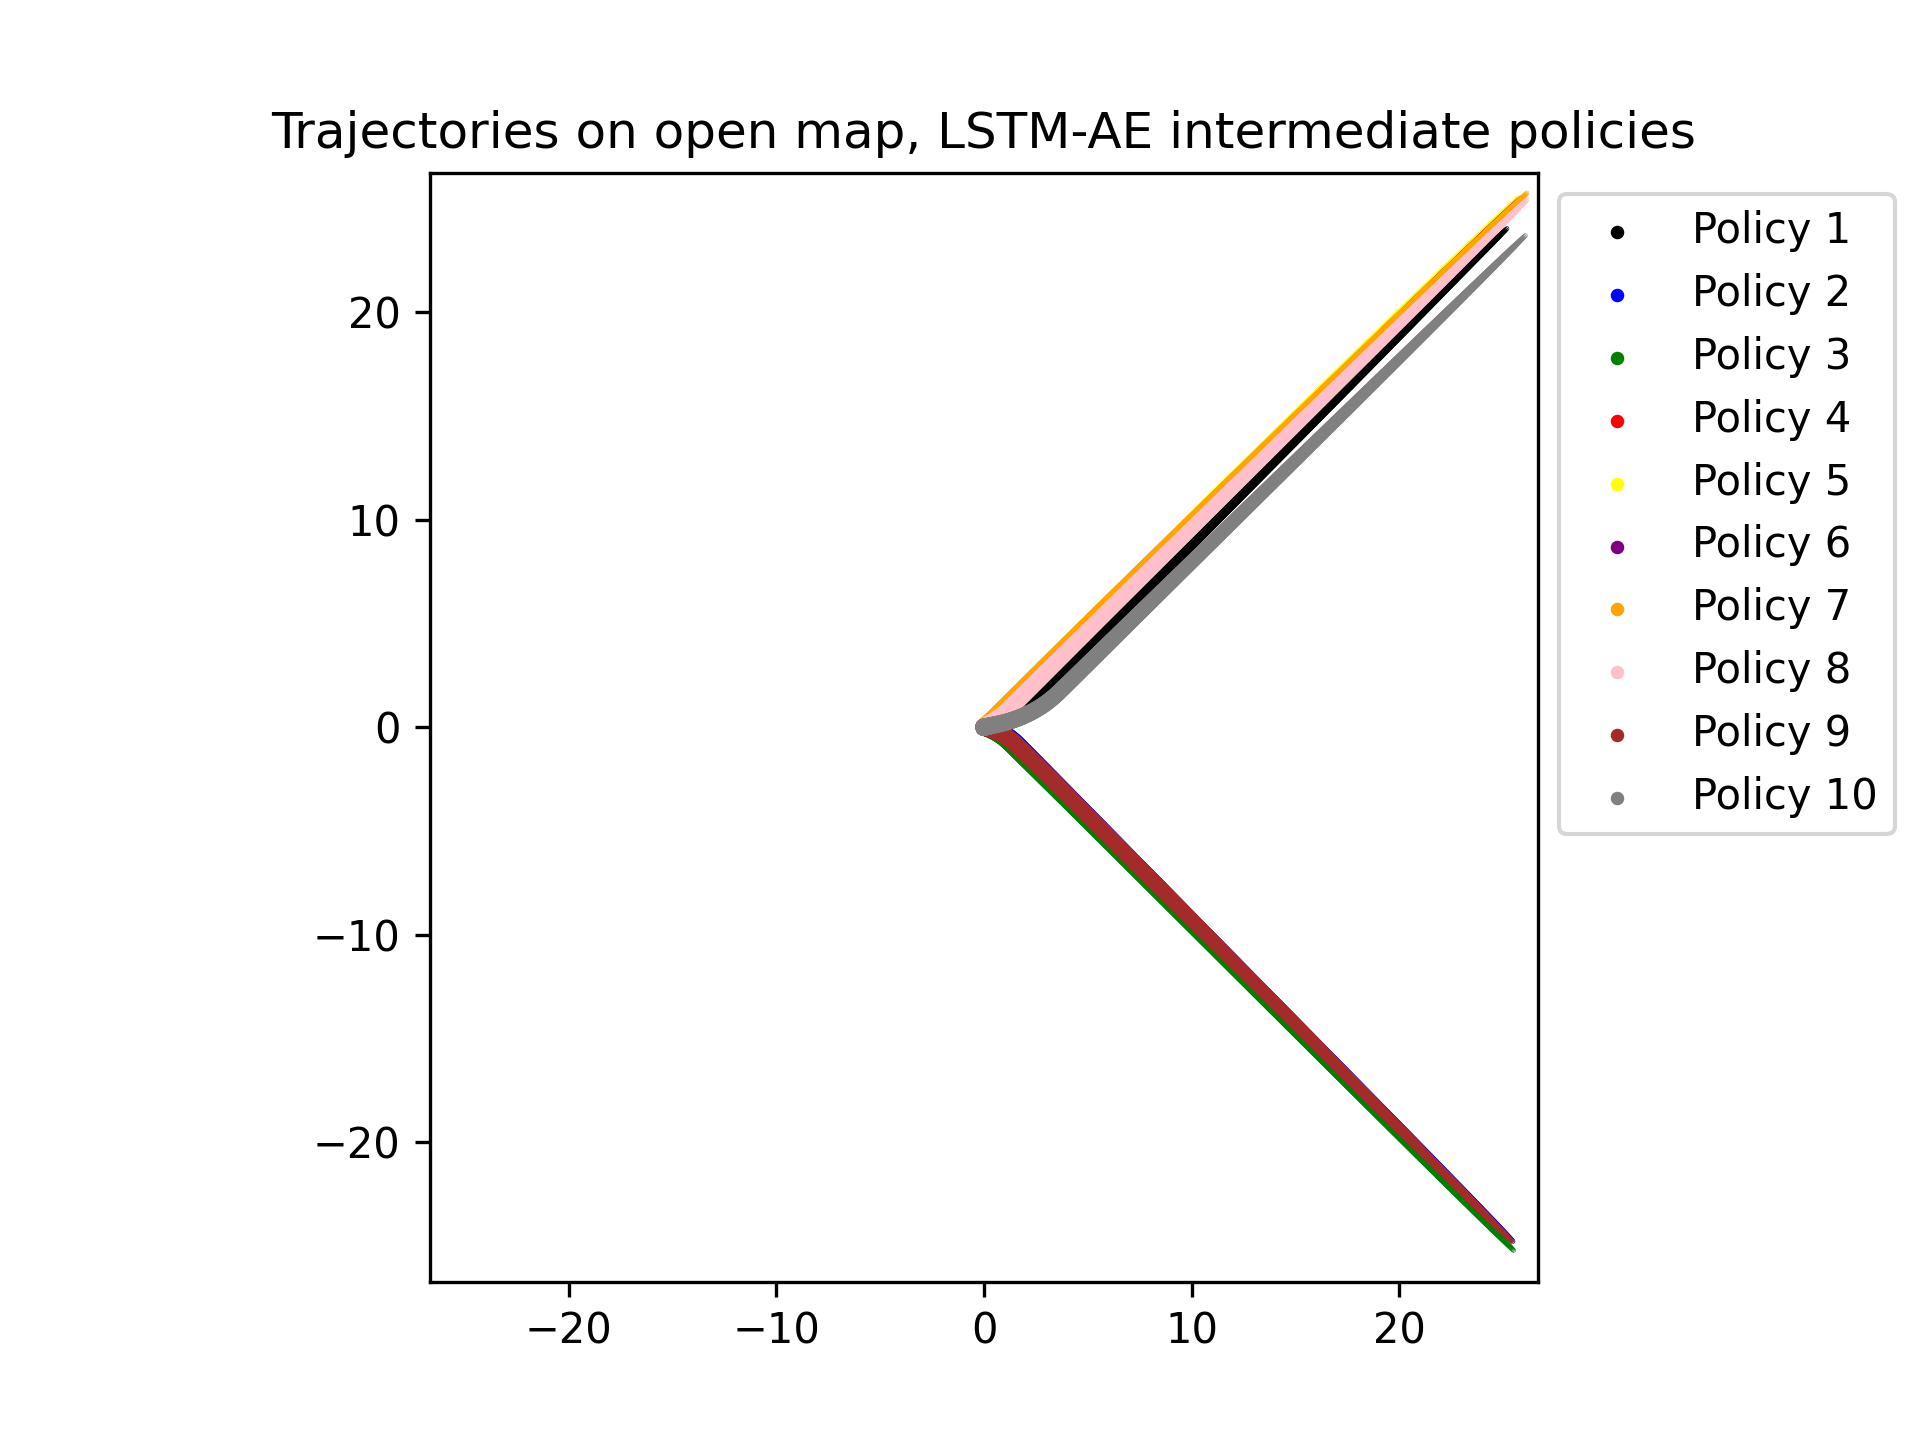 Trajectories on open map, LSTM-AE intermediate policies
Policy 1
Policy 2
Policy 3
Policy 4
Policy 5
Policy 6
Policy 7
Policy 8
Policy 9
Policy 10
20
10
0
−10
−20
−20 −10 0 10 20